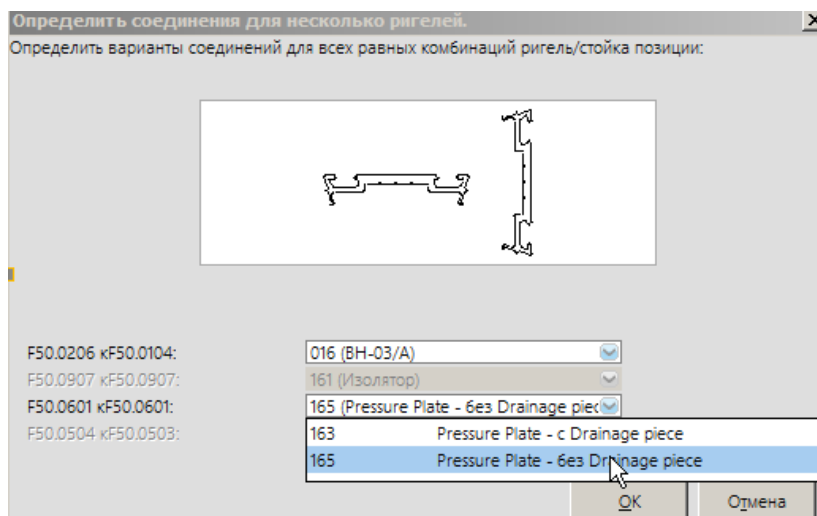 Определить соединения для несколько ригелей.
Определить варианты соединений для всех равных комбинаций ригель/стойка позиции:
F50.0206 кF50.0104: 016 (ВН-03/А)
F50.0907 кF50.0907: 161 (Изолятор)
F50.0601 кF50.0601: 165 (Pressure Plate - без Drainage piec
F50.0504 кF50.0503:
163 Pressure Plate - с Drainage piece
165 Pressure Plate - без Drainage piece
OK Отмена